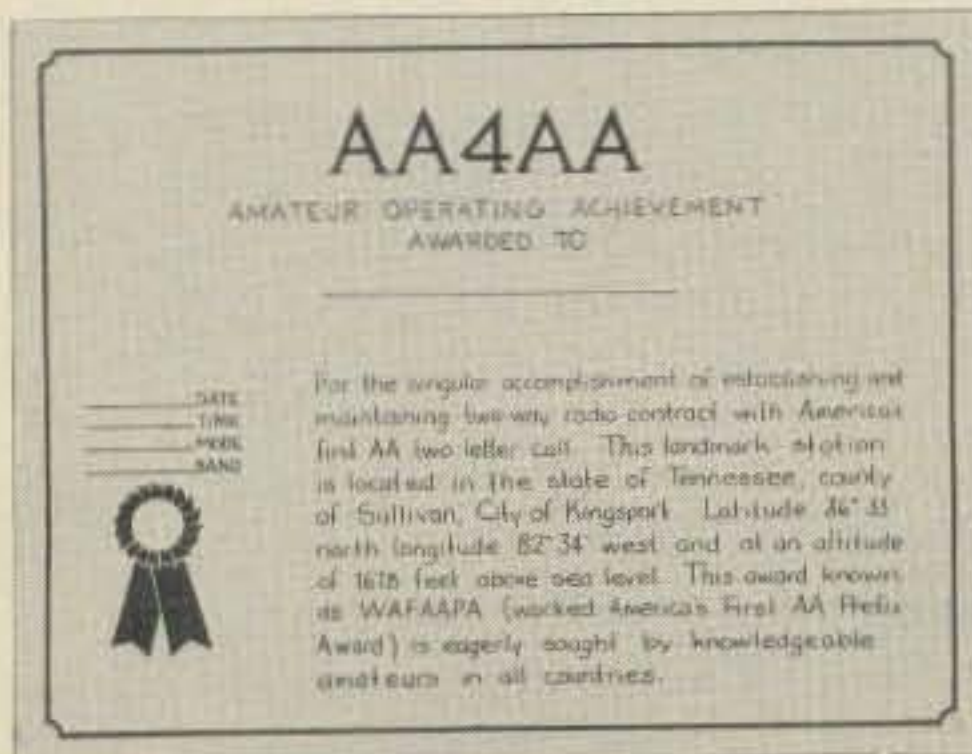 AA4AA
AMATEUR OPERATING ACHIEVEMENT
AWARDED TO
DATE
TIME
MODE
BAND
For the singular accomplishment of establishing and
maintaining two-way radio contract with America's
first AA two letter call. This landmark station
is located in the state of Tennessee, county
of Sullivan, City of Kingsport Latitude 36° 33'
north longitude 82° 34' west and at an altitude
of feet above sea level. This award known
as WAFAAPA (worked America's First AA Prefix
Award) is eagerly sought by knowledgeable
amateurs in all countries.